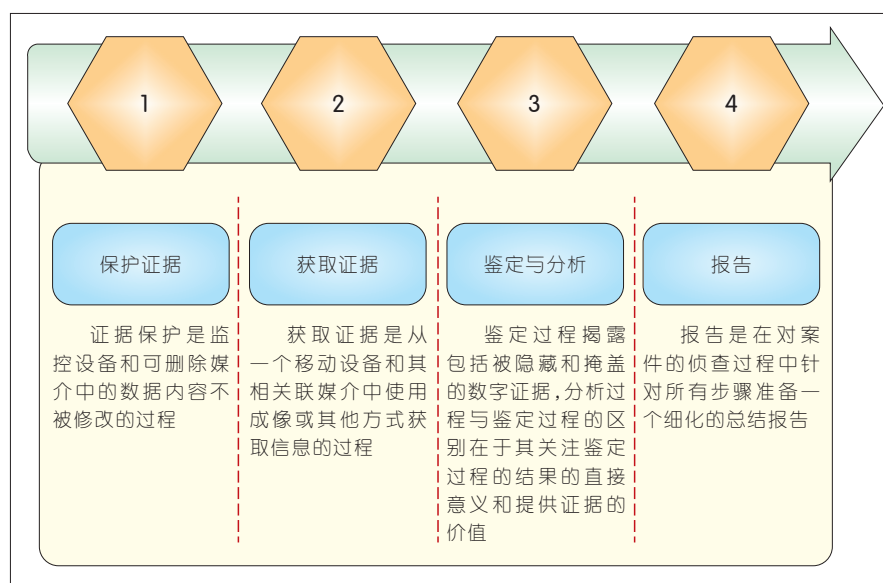 1
2
3
4
保护证据
获取证据
鉴定与分析
报告
证据保护是监
控设备和可删除媒
介中的数据内容不
被修改的过程
获取证据是从
一个移动设备和其
相关联媒介中使用
成像或其他方式获
取信息的过程
鉴定过程揭露
包括被隐藏和掩盖
的数字证据,分析过
程与鉴定过程的区
别在于其关注鉴定
过程的结果的直接
意义和提供证据的
价值
报告是在对案
件的侦查过程中针
对所有步骤准备一
个细化的总结报告